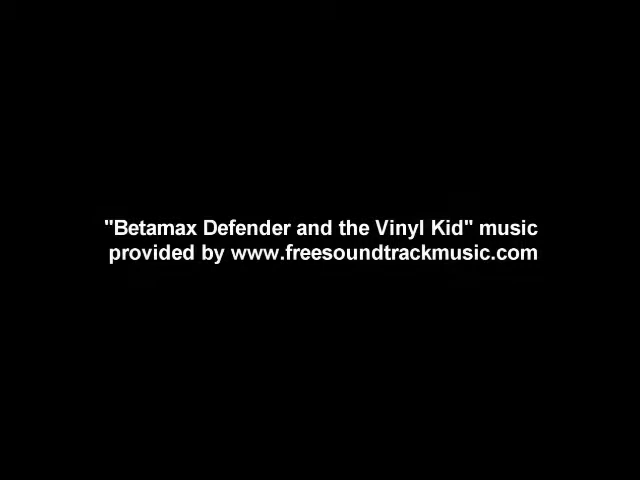 "Betamax Defender and the Vinyl Kid" music
provided by www.freesoundtrackmusic.com